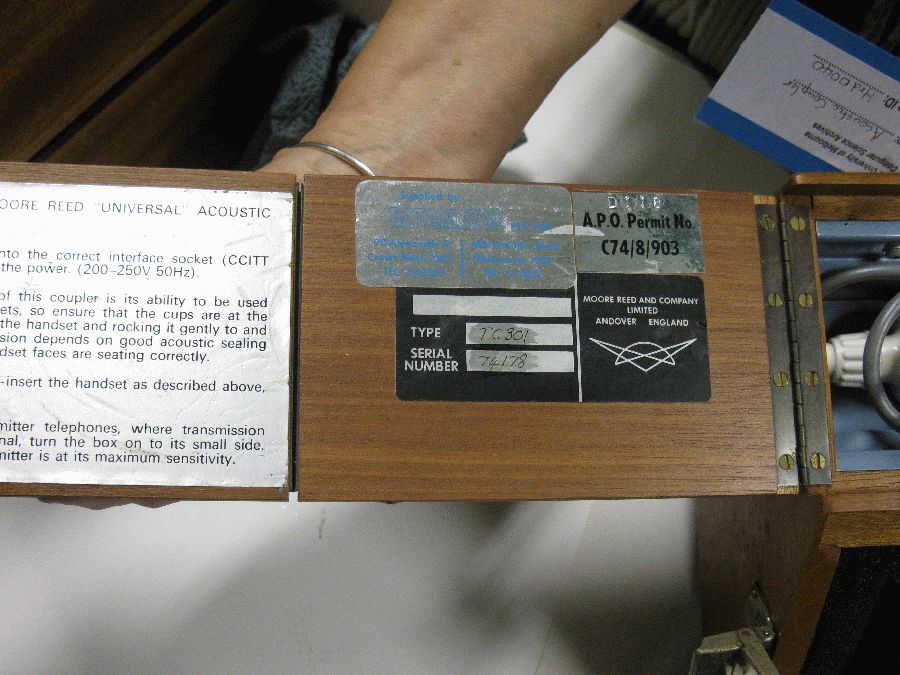 OORE REED "UNIVERSAL" ACOUSTIC
nto the correct interface socket (CCITT
the power. (200-250V 50Hz).
of this coupler is its ability to be used
ets, so ensure that the cups are at the
the handset and rocking it gently to and
sion depends on good acoustic sealing
dset faces are seating correctly.
-insert the handset as described above,
mitter telephones, where transmission
nal, turn the box on to its small side.
mitter is at its maximum sensitivity.
Supplied by
A.P.O. Permit No.
C74/8/903
TYPE TC301
SERIAL
NUMBER 74178
MOORE REED AND COMPANY
LIMITED
ANDOVER ENGLAND
University of Melbourne
Computer Science Archives
Acoustic Coupler
ID: Hrd0040